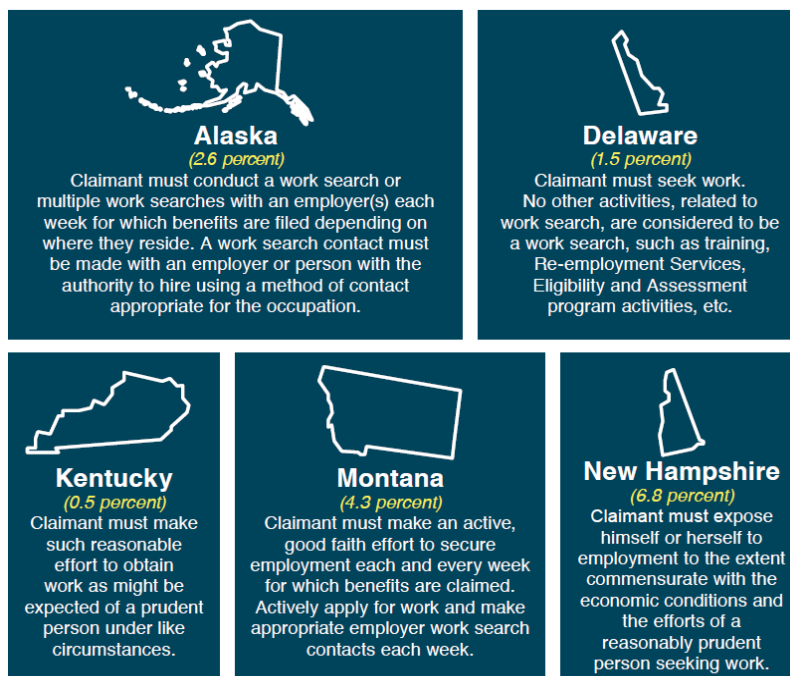 Alaska
(2.6 percent)
Claimant must conduct a work search or
multiple work searches with an employer(s) each
week for which benefits are filed depending on
where they reside. A work search contact must
be made with an employer or person with the
authority to hire using a method of contact
appropriate for the occupation.
Delaware
(1.5 percent)
Claimant must seek work.
No other activities, related to
work search, are considered to be
a work search, such as training,
Re-employment Services,
Eligibility and Assessment
program activities, etc.
Kentucky
(0.5 percent)
Claimant must make
such reasonable
effort to obtain
work as might be
expected of a prudent
person under like
circumstances.
Montana
(4.3 percent)
Claimant must make an active,
good faith effort to secure
employment each and every week
for which benefits are claimed.
Actively apply for work and make
appropriate employer work search
contacts each week.
New Hampshire
(6.8 percent)
Claimant must expose
himself or herself to
employment to the extent
commensurate with the
economic conditions and
the efforts of a
reasonably prudent
person seeking work.